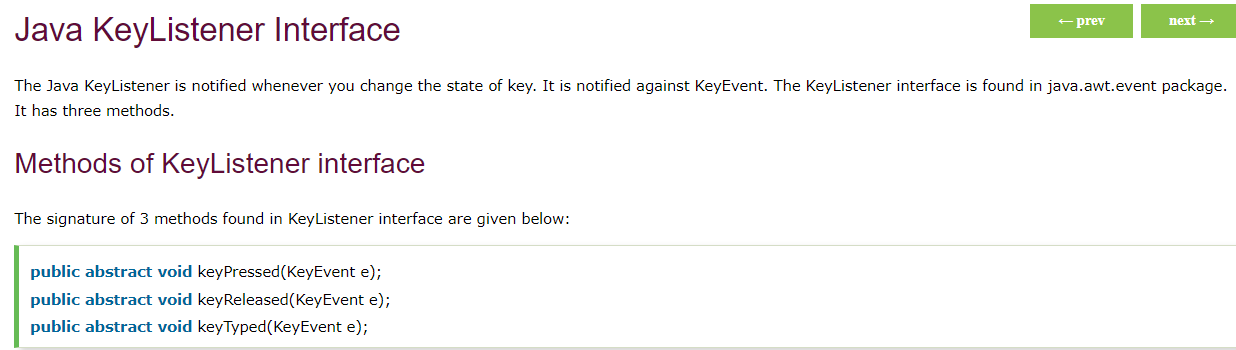 Java KeyListener Interface
← prev
next →
The Java KeyListener is notified whenever you change the state of key. It is notified against KeyEvent. The KeyListener interface is found in java.awt.event package.
It has three methods.
Methods of KeyListener interface
The signature of 3 methods found in KeyListener interface are given below:
public abstract void keyPressed(KeyEvent e);
public abstract void keyReleased(KeyEvent e);
public abstract void keyTyped(KeyEvent e);